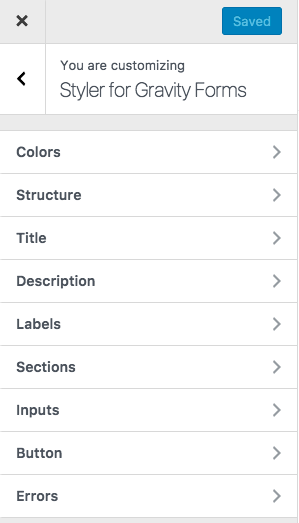 Saved
You are customizing
Styler for Gravity Forms
Colors
Structure
Title
Description
Labels
Sections
Inputs
Button
Errors